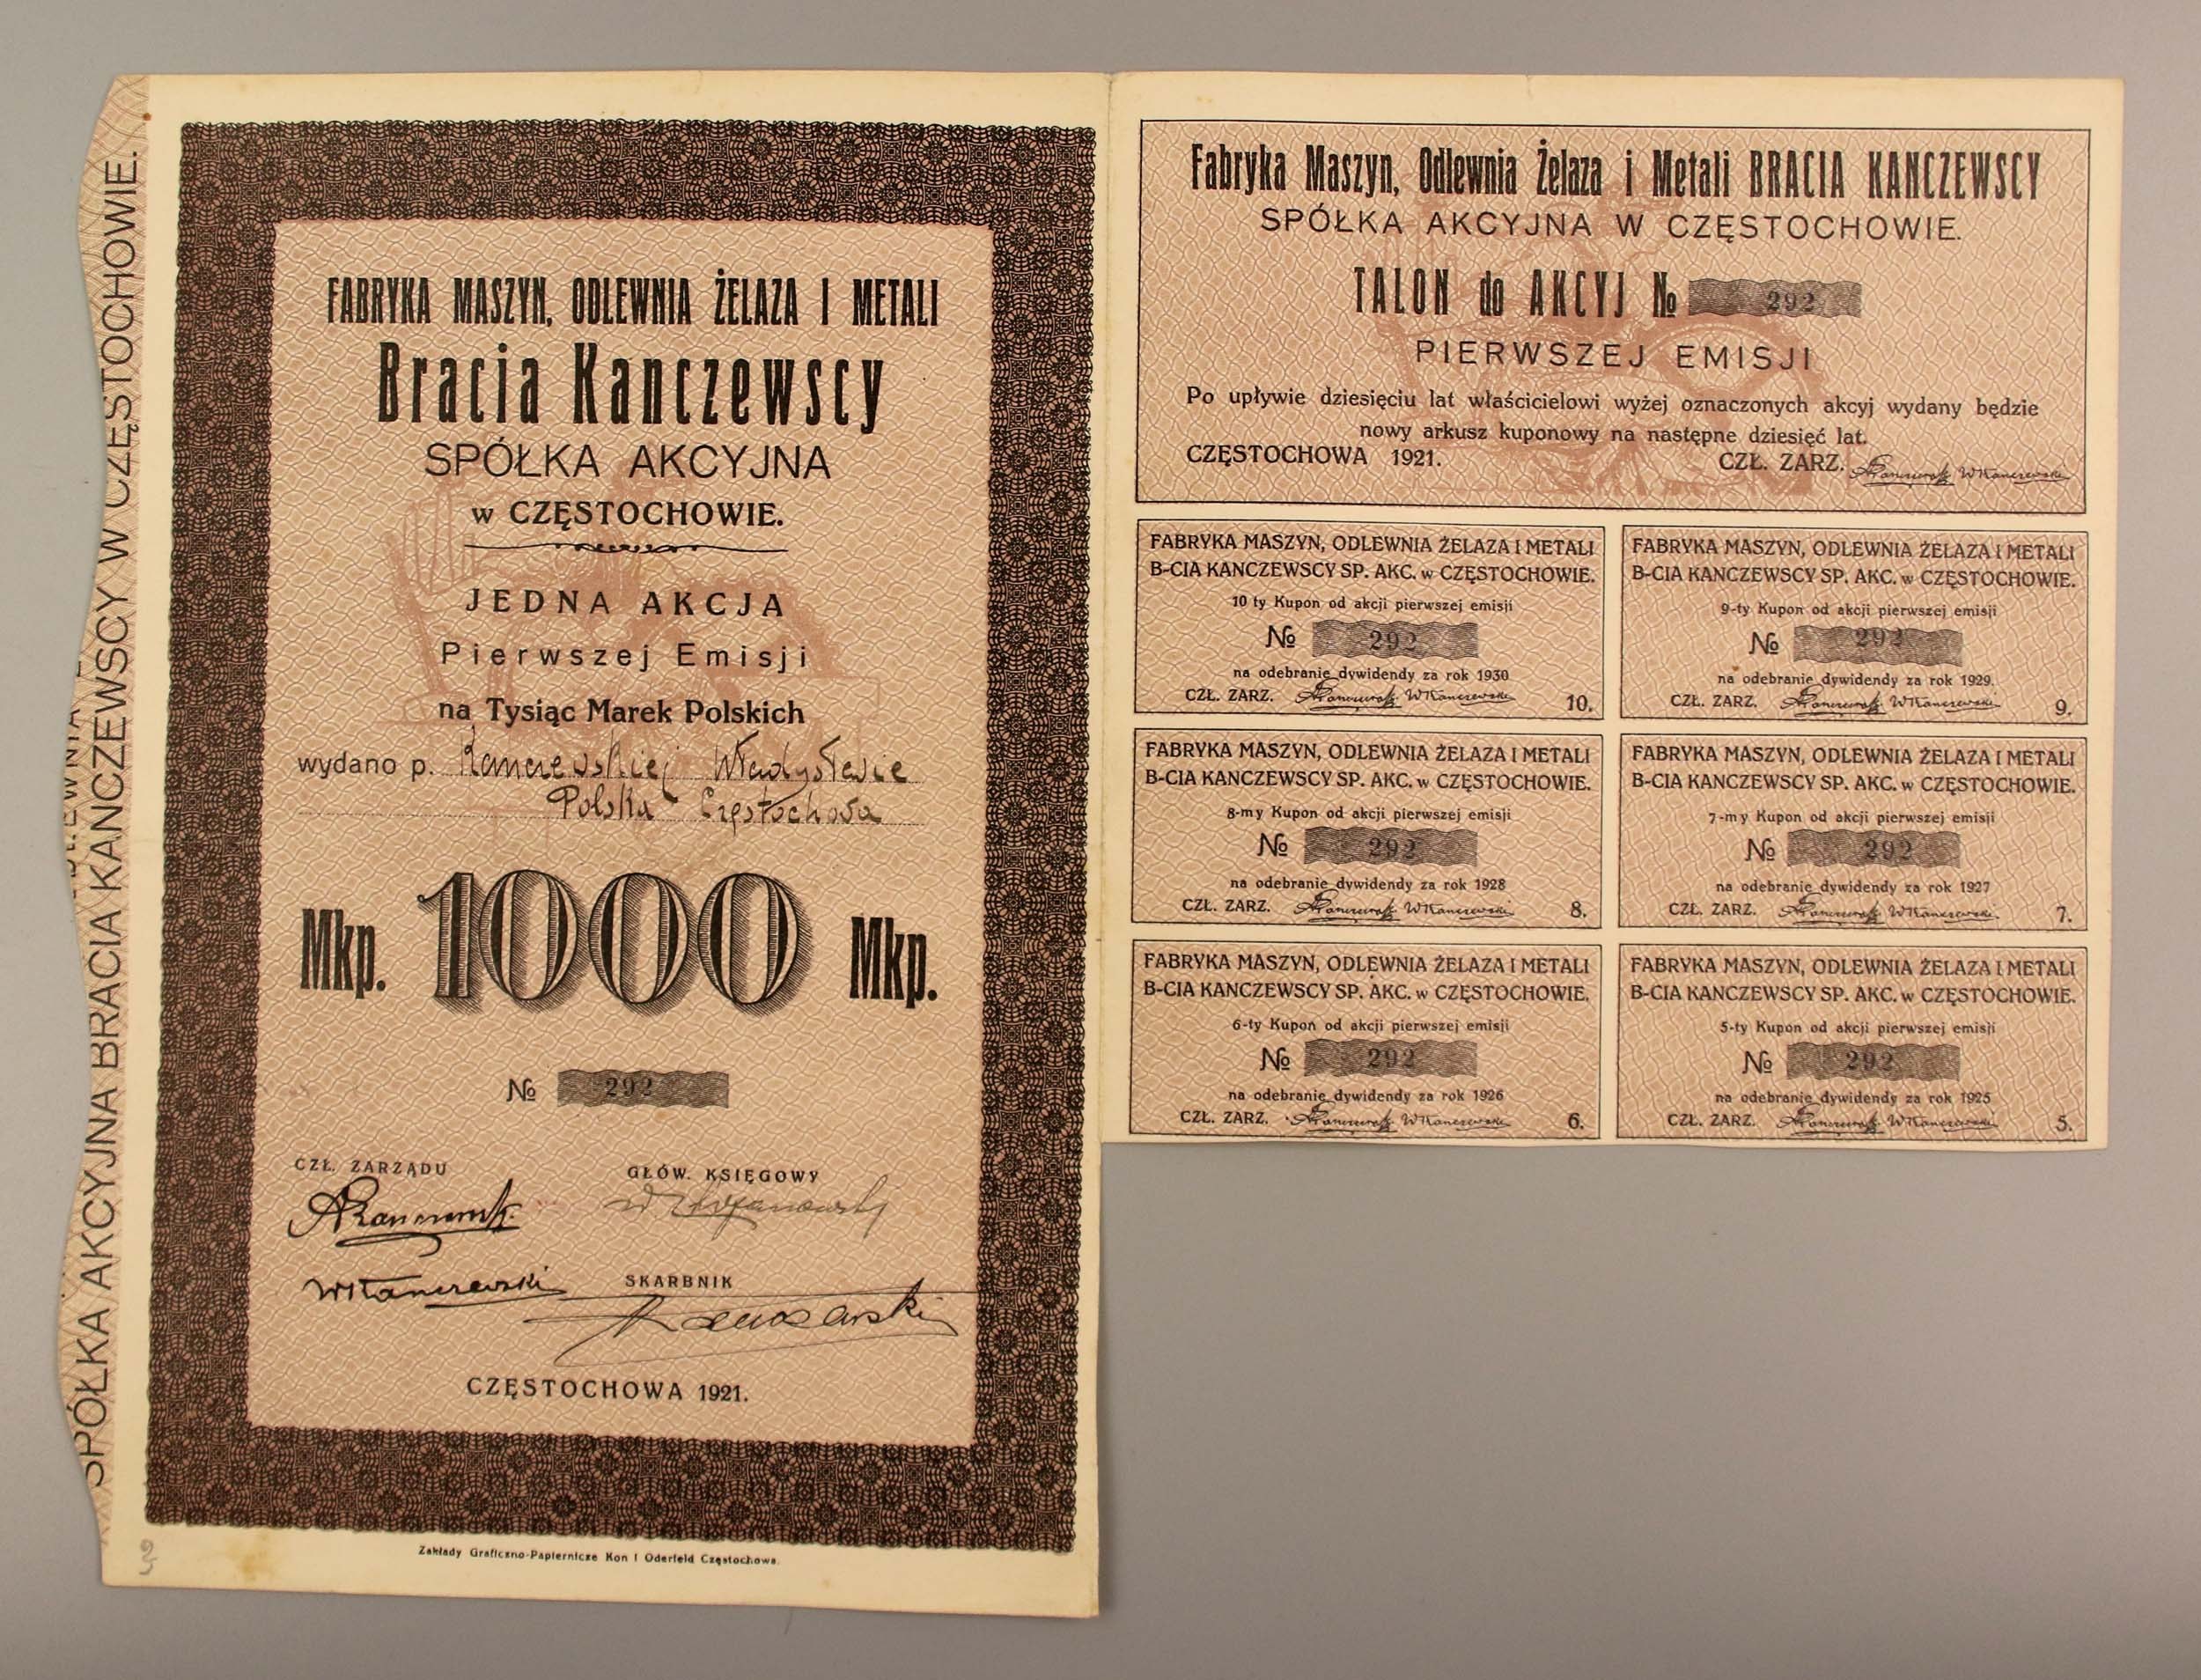 SPÓŁKA AKCYJNA BRACIA KANCZEWSCY W CZĘSTOCHOWIE.
FABRYKA MASZYN, ODLEWNIA ŻELAZA I METALI
Bracia Kanczewscy
SPÓŁKA AKCYJNA
w CZĘSTOCHOWIE.
JEDNA AKCJA
Pierwszej Emisji
na Tysiąc Marek Polskich
wydano p. Kanczewskiej Władysławie
Polska Częstochowa
Mkp. 1000 Mkp.
№ 292
CZŁ. ZARZĄDU
GŁÓW. KSIĘGOWY
WKanczewski
SKARBNIK
CZĘSTOCHOWA 1921.
Zakłady Graficzno-Papiernicze Kon i Oderfeld Częstochowa.
Fabryka Maszyn, Odlewnia Żelaza i Metali BRACIA KANCZEWSCY
SPÓŁKA AKCYJNA W CZĘSTOCHOWIE.
TALON do AKCYJ № 292
PIERWSZEJ EMISJI
Po upływie dziesięciu lat właścicielowi wyżej oznaczonych akcyj wydany będzie
nowy arkusz kuponowy na następne dziesięć lat.
CZĘSTOCHOWA 1921. CZŁ. ZARZ. WKanczewski
FABRYKA MASZYN, ODLEWNIA ŻELAZA I METALI
B-CIA KANCZEWSCY SP. AKC. w CZĘSTOCHOWIE.
10 ty Kupon od akcji pierwszej emisji
№ 292
na odebranie dywidendy za rok 1930
CZŁ. ZARZ. WKanczewski 10.
FABRYKA MASZYN, ODLEWNIA ŻELAZA I METALI
B-CIA KANCZEWSCY SP. AKC. w CZĘSTOCHOWIE.
9-ty Kupon od akcji pierwszej emisji
№ 292
na odebranie dywidendy za rok 1929.
CZŁ. ZARZ. WKanczewski 9.
FABRYKA MASZYN, ODLEWNIA ŻELAZA I METALI
B-CIA KANCZEWSCY SP. AKC. w CZĘSTOCHOWIE.
8-my Kupon od akcji pierwszej emisji
№ 292
na odebranie dywidendy za rok 1928
CZŁ. ZARZ. WKanczewski 8.
FABRYKA MASZYN, ODLEWNIA ŻELAZA I METALI
B-CIA KANCZEWSCY SP. AKC. w CZĘSTOCHOWIE.
7-my Kupon od akcji pierwszej emisji
№ 292
na odebranie dywidendy za rok 1927
CZŁ. ZARZ. WKanczewski 7.
FABRYKA MASZYN, ODLEWNIA ŻELAZA I METALI
B-CIA KANCZEWSCY SP. AKC. w CZĘSTOCHOWIE.
6-ty Kupon od akcji pierwszej emisji
№ 292
na odebranie dywidendy za rok 1926
CZŁ. ZARZ. WKanczewski 6.
FABRYKA MASZYN, ODLEWNIA ŻELAZA I METALI
B-CIA KANCZEWSCY SP. AKC. w CZĘSTOCHOWIE.
5-ty Kupon od akcji pierwszej emisji
№ 292
na odebranie dywidendy za rok 1925
CZŁ. ZARZ. WKanczewski 5.